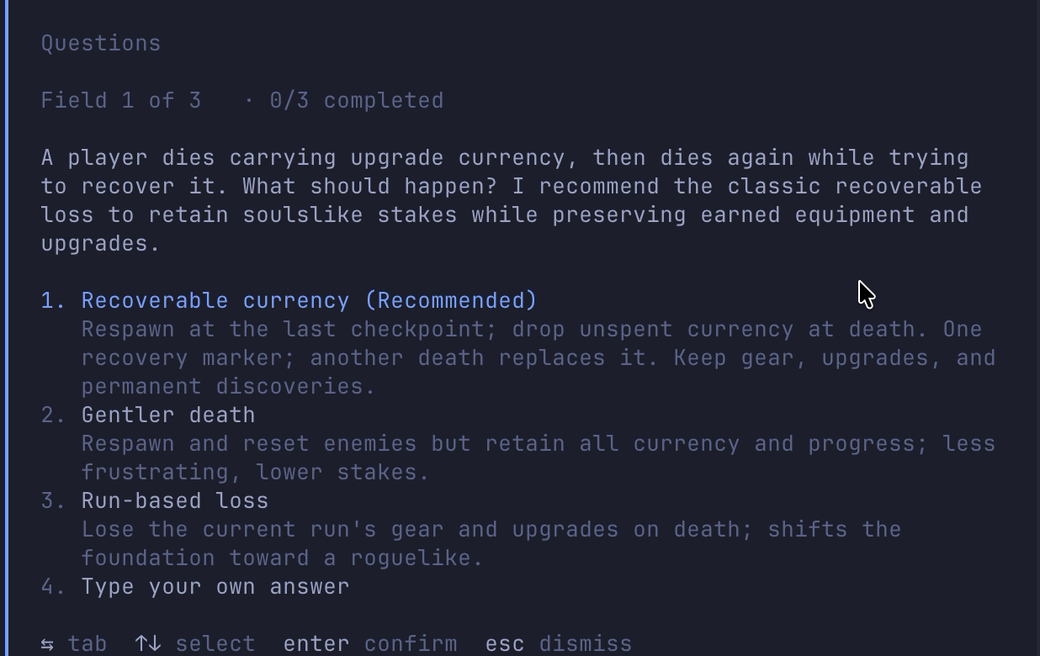 Questions
Field 1 of 3 · 0/3 completed
A player dies carrying upgrade currency, then dies again while trying
to recover it. What should happen? I recommend the classic recoverable
loss to retain soulslike stakes while preserving earned equipment and
upgrades.
1. Recoverable currency (Recommended)
Respawn at the last checkpoint; drop unspent currency at death. One
recovery marker; another death replaces it. Keep gear, upgrades, and
permanent discoveries.
2. Gentler death
Respawn and reset enemies but retain all currency and progress; less
frustrating, lower stakes.
3. Run-based loss
Lose the current run's gear and upgrades on death; shifts the
foundation toward a roguelike.
4. Type your own answer
⇆ tab ↑↓ select enter confirm esc dismiss